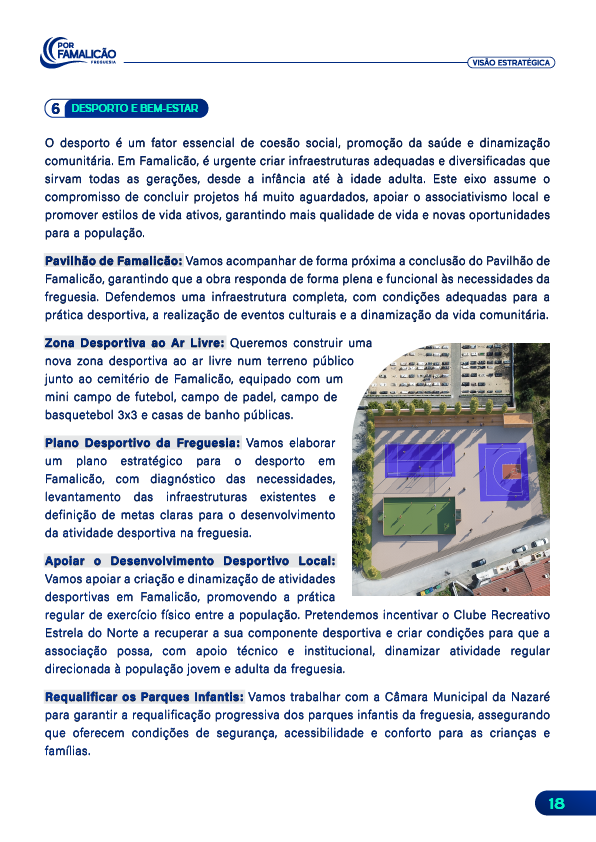 POR
FAMALICÃO
FREGUESIA
VISÃO ESTRATÉGICA
6 DESPORTO E BEM-ESTAR
O desporto é um fator essencial de coesão social, promoção da saúde e dinamização
comunitária. Em Famalicão, é urgente criar infraestruturas adequadas e diversificadas que
sirvam todas as gerações, desde a infância até à idade adulta. Este eixo assume o
compromisso de concluir projetos há muito aguardados, apoiar o associativismo local e
promover estilos de vida ativos, garantindo mais qualidade de vida e novas oportunidades
para a população.
Pavilhão de Famalicão: Vamos acompanhar de forma próxima a conclusão do Pavilhão de
Famalicão, garantindo que a obra responda de forma plena e funcional às necessidades da
freguesia. Defendemos uma infraestrutura completa, com condições adequadas para a
prática desportiva, a realização de eventos culturais e a dinamização da vida comunitária.
Zona Desportiva ao Ar Livre: Queremos construir uma
nova zona desportiva ao ar livre num terreno público
junto ao cemitério de Famalicão, equipado com um
mini campo de futebol, campo de padel, campo de
basquetebol 3x3 e casas de banho públicas.
Plano Desportivo da Freguesia: Vamos elaborar
um plano estratégico para o desporto em
Famalicão, com diagnóstico das necessidades,
levantamento das infraestruturas existentes e
definição de metas claras para o desenvolvimento
da atividade desportiva na freguesia.
Apoiar o Desenvolvimento Desportivo Local:
Vamos apoiar a criação e dinamização de atividades
desportivas em Famalicão, promovendo a prática
regular de exercício físico entre a população. Pretendemos incentivar o Clube Recreativo
Estrela do Norte a recuperar a sua componente desportiva e criar condições para que a
associação possa, com apoio técnico e institucional, dinamizar atividade regular
direcionada à população jovem e adulta da freguesia.
Requalificar os Parques Infantis: Vamos trabalhar com a Câmara Municipal da Nazaré
para garantir a requalificação progressiva dos parques infantis da freguesia, assegurando
que oferecem condições de segurança, acessibilidade e conforto para as crianças e
famílias.
18